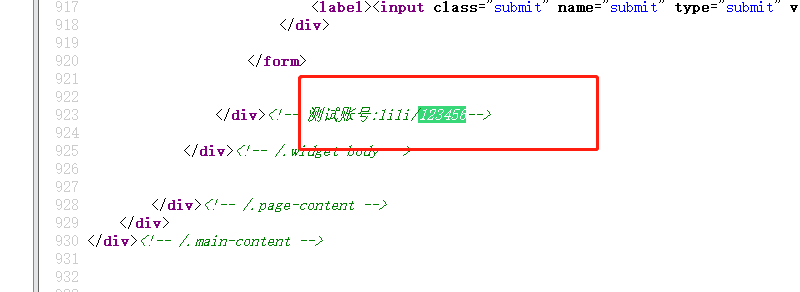 917 <label><input class="submit" name="submit" type="submit" v
918 </div>
919
920 </form>
921
922
923 </div><!-- 测试账号:lili/123456-->
924
925 </div><!-- /.widget body -->
926
927
928 </div><!-- /.page-content -->
929 </div>
930 </div><!-- /.main-content -->
931
932